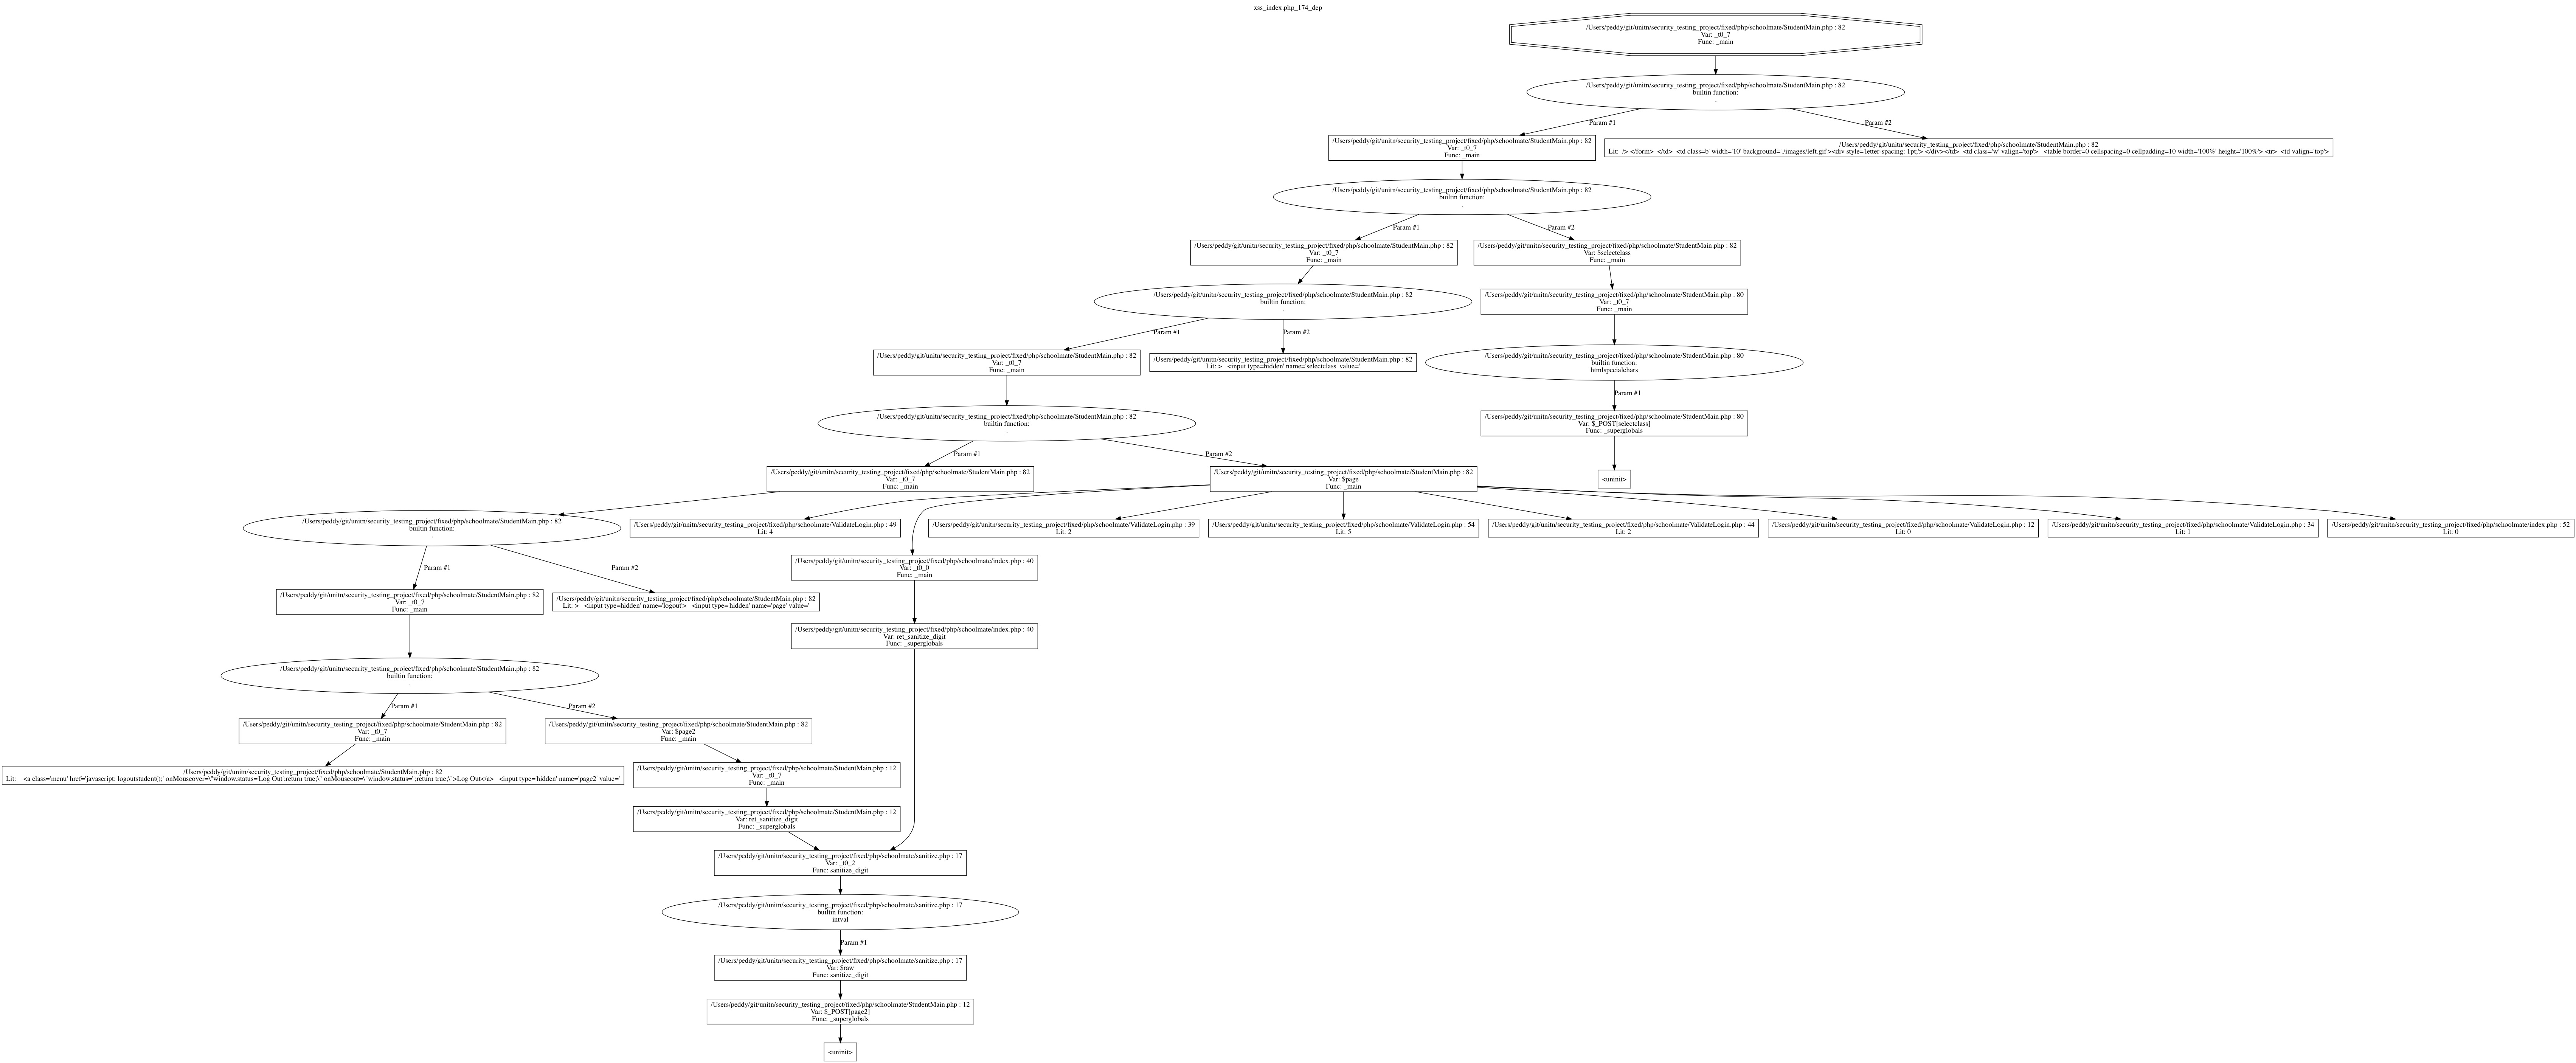 xss_index.php_174_dep
/Users/peddy/git/unitn/security_testing_project/fixed/php/schoolmate/StudentMain.php : 82
Var: _t0_7
Func: _main
/Users/peddy/git/unitn/security_testing_project/fixed/php/schoolmate/StudentMain.php : 82
builtin function:
.
Param #1
Param #2
/Users/peddy/git/unitn/security_testing_project/fixed/php/schoolmate/StudentMain.php : 82
Var: _t0_7
Func: _main
/Users/peddy/git/unitn/security_testing_project/fixed/php/schoolmate/StudentMain.php : 82
Lit: /> </form>  </td>  <td class=b' width='10' background='./images/left.gif'><div style='letter-spacing: 1pt;'> </div></td>  <td class='w' valign='top'>   <table border=0 cellspacing=0 cellpadding=10 width='100%' height='100%'> <tr>  <td valign='top'>
/Users/peddy/git/unitn/security_testing_project/fixed/php/schoolmate/StudentMain.php : 82
builtin function:
.
Param #1
Param #2
/Users/peddy/git/unitn/security_testing_project/fixed/php/schoolmate/StudentMain.php : 82
Var: _t0_7
Func: _main
/Users/peddy/git/unitn/security_testing_project/fixed/php/schoolmate/StudentMain.php : 82
Var: $selectclass
Func: _main
/Users/peddy/git/unitn/security_testing_project/fixed/php/schoolmate/StudentMain.php : 82
builtin function:
.
/Users/peddy/git/unitn/security_testing_project/fixed/php/schoolmate/StudentMain.php : 80
Var: _t0_7
Func: _main
Param #1
Param #2
/Users/peddy/git/unitn/security_testing_project/fixed/php/schoolmate/StudentMain.php : 82
Var: _t0_7
Func: _main
/Users/peddy/git/unitn/security_testing_project/fixed/php/schoolmate/StudentMain.php : 82
Lit: >   <input type=hidden' name='selectclass' value='
/Users/peddy/git/unitn/security_testing_project/fixed/php/schoolmate/StudentMain.php : 80
builtin function:
htmlspecialchars
Param #1
/Users/peddy/git/unitn/security_testing_project/fixed/php/schoolmate/StudentMain.php : 82
builtin function:
.
/Users/peddy/git/unitn/security_testing_project/fixed/php/schoolmate/StudentMain.php : 80
Var: $_POST[selectclass]
Func: _superglobals
Param #1
Param #2
/Users/peddy/git/unitn/security_testing_project/fixed/php/schoolmate/StudentMain.php : 82
Var: _t0_7
Func: _main
/Users/peddy/git/unitn/security_testing_project/fixed/php/schoolmate/StudentMain.php : 82
Var: $page
Func: _main
<uninit>
/Users/peddy/git/unitn/security_testing_project/fixed/php/schoolmate/StudentMain.php : 82
builtin function:
.
/Users/peddy/git/unitn/security_testing_project/fixed/php/schoolmate/ValidateLogin.php : 49
Lit: 4
/Users/peddy/git/unitn/security_testing_project/fixed/php/schoolmate/ValidateLogin.php : 39
Lit: 2
/Users/peddy/git/unitn/security_testing_project/fixed/php/schoolmate/ValidateLogin.php : 54
Lit: 5
/Users/peddy/git/unitn/security_testing_project/fixed/php/schoolmate/ValidateLogin.php : 44
Lit: 2
/Users/peddy/git/unitn/security_testing_project/fixed/php/schoolmate/ValidateLogin.php : 12
Lit: 0
/Users/peddy/git/unitn/security_testing_project/fixed/php/schoolmate/ValidateLogin.php : 34
Lit: 1
/Users/peddy/git/unitn/security_testing_project/fixed/php/schoolmate/index.php : 52
Lit: 0
Param #1
Param #2
/Users/peddy/git/unitn/security_testing_project/fixed/php/schoolmate/index.php : 40
Var: _t0_0
Func: _main
/Users/peddy/git/unitn/security_testing_project/fixed/php/schoolmate/StudentMain.php : 82
Var: _t0_7
Func: _main
/Users/peddy/git/unitn/security_testing_project/fixed/php/schoolmate/StudentMain.php : 82
Lit: >   <input type=hidden' name='logout'>   <input type='hidden' name='page' value='
/Users/peddy/git/unitn/security_testing_project/fixed/php/schoolmate/index.php : 40
Var: ret_sanitize_digit
Func: _superglobals
/Users/peddy/git/unitn/security_testing_project/fixed/php/schoolmate/StudentMain.php : 82
builtin function:
.
Param #1
Param #2
/Users/peddy/git/unitn/security_testing_project/fixed/php/schoolmate/StudentMain.php : 82
Var: _t0_7
Func: _main
/Users/peddy/git/unitn/security_testing_project/fixed/php/schoolmate/StudentMain.php : 82
Var: $page2
Func: _main
/Users/peddy/git/unitn/security_testing_project/fixed/php/schoolmate/StudentMain.php : 82
Lit:    <a class='menu' href='javascript: logoutstudent();' onMouseover=\"window.status='Log Out';return true;\" onMouseout=\"window.status='';return true;\">Log Out</a>   <input type='hidden' name='page2' value='
/Users/peddy/git/unitn/security_testing_project/fixed/php/schoolmate/StudentMain.php : 12
Var: _t0_7
Func: _main
/Users/peddy/git/unitn/security_testing_project/fixed/php/schoolmate/StudentMain.php : 12
Var: ret_sanitize_digit
Func: _superglobals
/Users/peddy/git/unitn/security_testing_project/fixed/php/schoolmate/sanitize.php : 17
Var: _t0_2
Func: sanitize_digit
/Users/peddy/git/unitn/security_testing_project/fixed/php/schoolmate/sanitize.php : 17
builtin function:
intval
Param #1
/Users/peddy/git/unitn/security_testing_project/fixed/php/schoolmate/sanitize.php : 17
Var: $raw
Func: sanitize_digit
/Users/peddy/git/unitn/security_testing_project/fixed/php/schoolmate/StudentMain.php : 12
Var: $_POST[page2]
Func: _superglobals
<uninit>